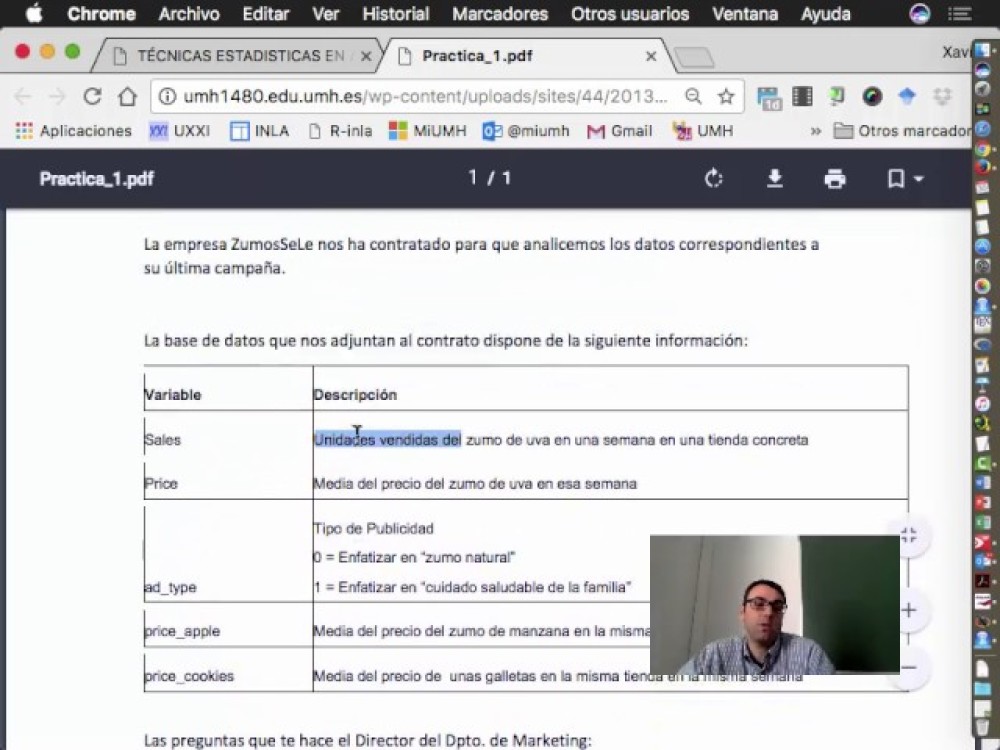 Chrome Archivo Editar Ver Historial Marcadores Otros usuarios Ventana Ayuda
TÉCNICAS ESTADISTICAS EN
Practica_1.pdf
Xavi
umh1480.edu.umh.es/wp-content/uploads/sites/44/2013...
Aplicaciones UXXI INLA R-inla MiUMH @miumh Gmail UMH » Otros marcador
Practica_1.pdf 1 / 1
La empresa ZumosSeLe nos ha contratado para que analicemos los datos correspondientes a
su última campaña.
La base de datos que nos adjuntan al contrato dispone de la siguiente información:
Variable Descripción
Sales Unidades vendidas del zumo de uva en una semana en una tienda concreta
Price Media del precio del zumo de uva en esa semana
Tipo de Publicidad
0 = Enfatizar en "zumo natural"
ad_type 1 = Enfatizar en "cuidado saludable de la familia"
price_apple Media del precio del zumo de manzana en la misma
price_cookies Media del precio de unas galletas en la misma tienda en la misma semana
Las preguntas que te hace el Director del Dpto. de Marketing: